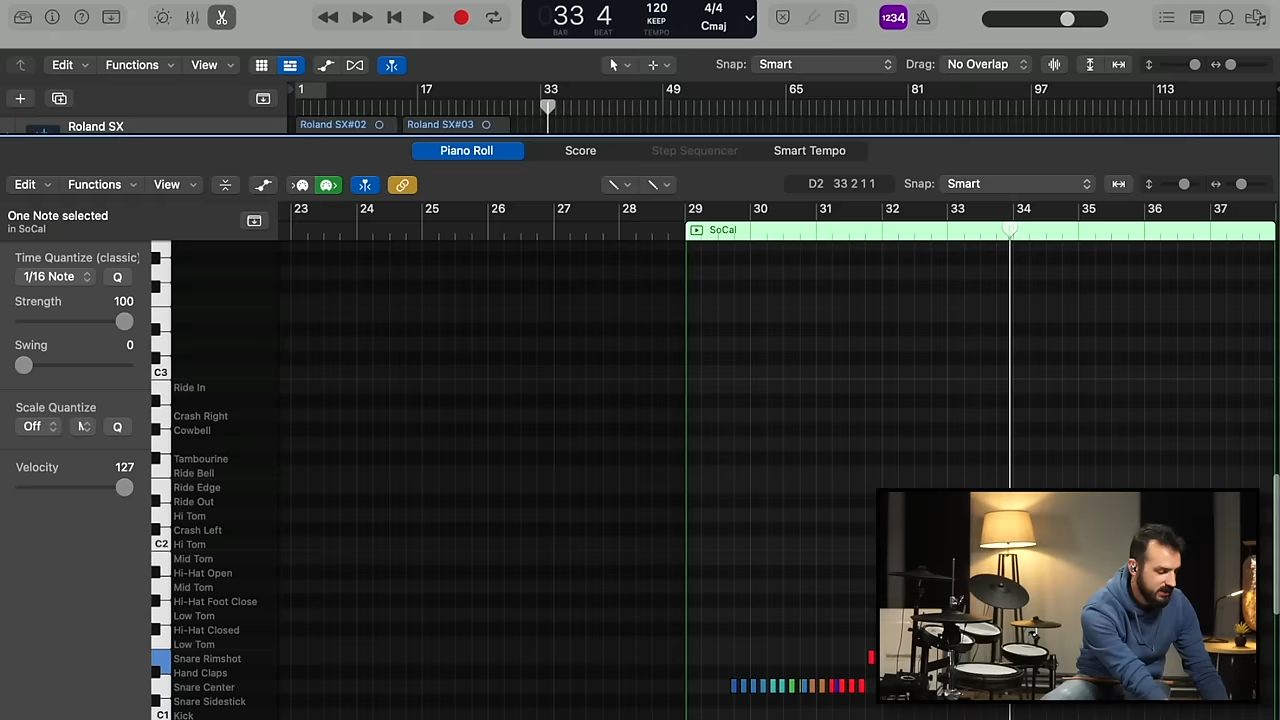 33 4
BAR BEAT
120
KEEP
TEMPO
4/4
Cmaj
1234
S
Edit Functions View
Snap: Smart
Drag: No Overlap
1 17 33 49 65 81 97 113
Roland SX
Roland SX#02 Roland SX#03
Piano Roll Score Step Sequencer Smart Tempo
Edit Functions View
D2 33 2 1 1
Snap: Smart
One Note selected
in SoCal
23 24 25 26 27 28 29 30 31 32 33 34 35 36 37
SoCal
Time Quantize (classic)
1/16 Note Q
Strength 100
Swing 0
Scale Quantize
Off Q
Velocity 127
C3
Ride In
Crash Right
Cowbell
Tambourine
Ride Bell
Ride Edge
Ride Out
Hi Tom
Crash Left
C2 Hi Tom
Mid Tom
Hi-Hat Open
Mid Tom
Hi-Hat Foot Close
Low Tom
Hi-Hat Closed
Low Tom
Snare Rimshot
Hand Claps
Snare Center
Snare Sidestick
C1 Kick